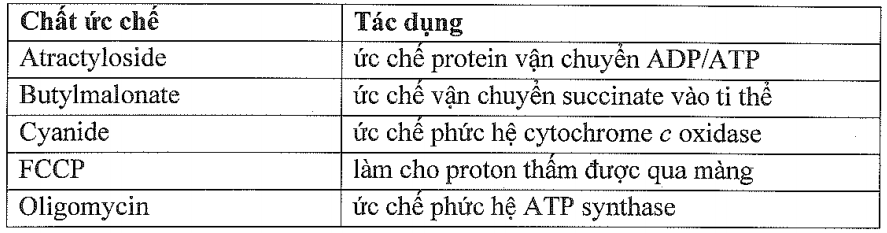 Chất ức chế Tác dụng
Atractyloside ức chế protein vận chuyển ADP/ATP
Butylmalonate ức chế vận chuyển succinate vào ti thể
Cyanide ức chế phức hệ cytochrome c oxidase
FCCP làm cho proton thấm được qua màng
Oligomycin ức chế phức hệ ATP synthase